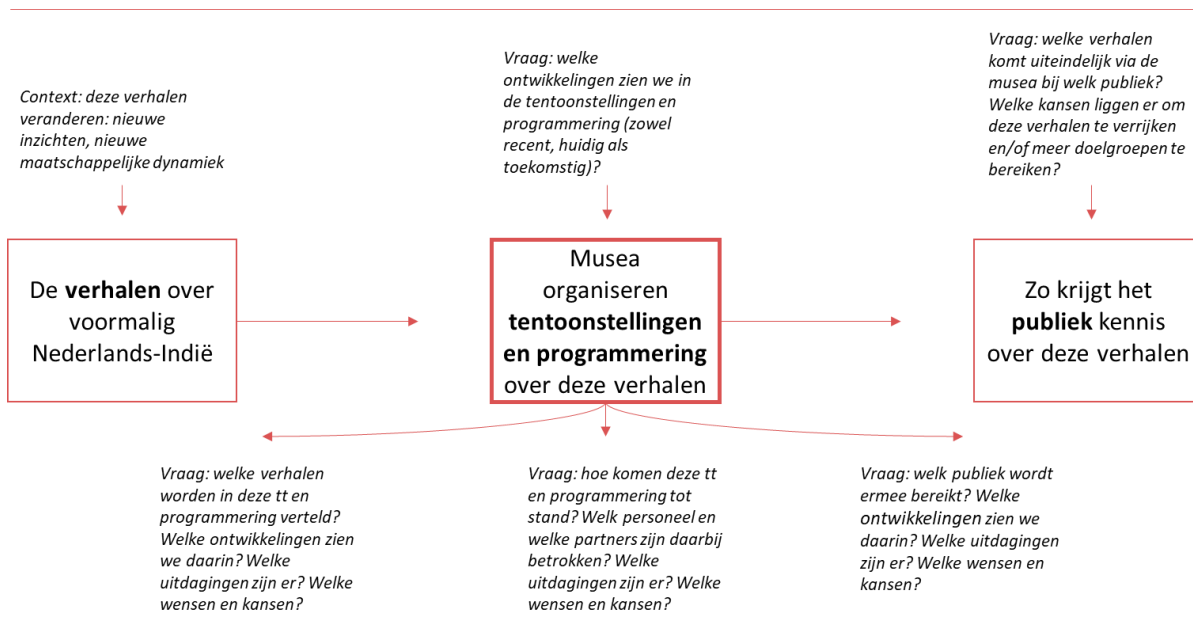 Context: deze verhalen
veranderen: nieuwe
inzichten, nieuwe
maatschappelijke dynamiek
Vraag: welke
ontwikkelingen zien we in
de tentoonstellingen en
programmering (zowel
recent, huidig als
toekomstig)?
Vraag: welke verhalen
komt uiteindelijk via de
musea bij welk publiek?
Welke kansen liggen er om
deze verhalen te verrijken
en/of meer doelgroepen te
bereiken?
De verhalen over
voormalig
Nederlands-Indië
Musea
organiseren
tentoonstellingen
en programmering
over deze verhalen
Zo krijgt het
publiek kennis
over deze verhalen
Vraag: welke verhalen
worden in deze tt en
programmering verteld?
Welke ontwikkelingen zien
we daarin? Welke
uitdagingen zijn er? Welke
wensen en kansen?
Vraag: hoe komen deze tt
en programmering tot
stand? Welk personeel en
welke partners zijn daarbij
betrokken? Welke
uitdagingen zijn er? Welke
wensen en kansen?
Vraag: welk publiek wordt
ermee bereikt? Welke
ontwikkelingen zien we
daarin? Welke uitdagingen
zijn er? Welke wensen en
kansen?